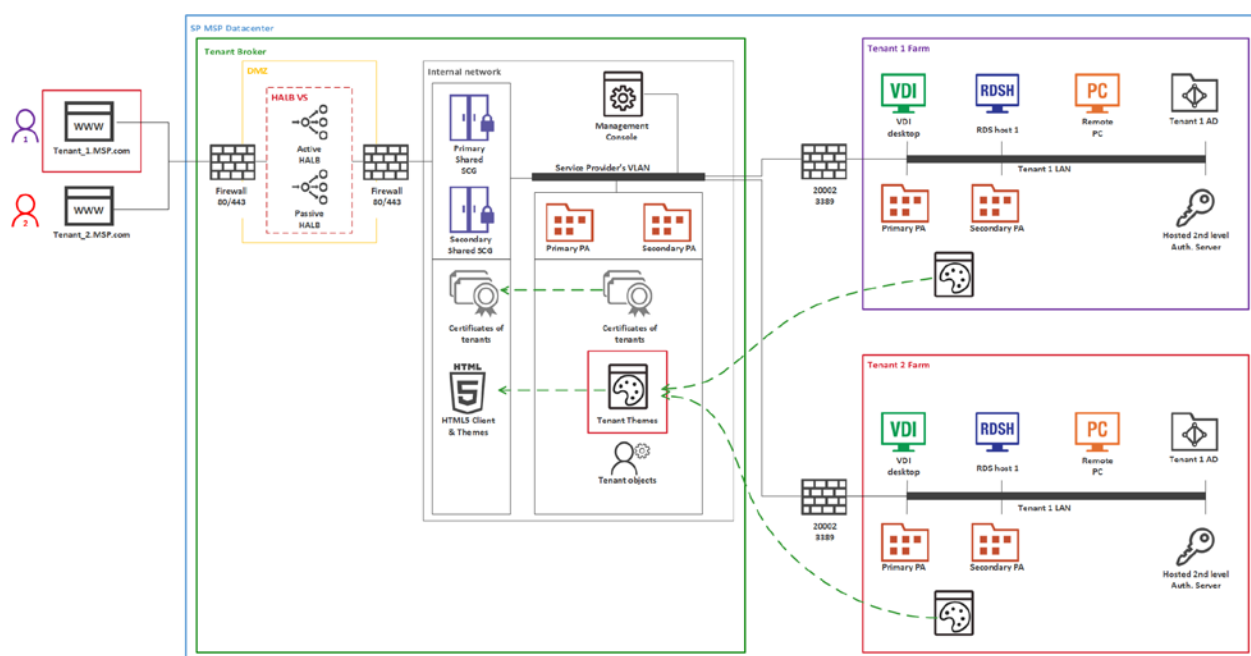 SP MSP Datacenter
Tenant Broker
DMZ
HALB VS
Active
HALB
Passive
HALB
1
WWW
Tenant_1.MSP.com
2
WWW
Tenant_2.MSP.com
Firewall
80/443
Firewall
80/443
Internal network
Primary
Shared
SCG
Secondary
Shared SCG
Management
Console
Service Provider's VLAN
Primary PA
Secondary PA
Certificates of
tenants
Certificates of
tenants
HTML
5
HTML5 Client
& Themes
Tenant Themes
Tenant objects
20002
3389
20002
3389
Tenant 1 Farm
VDI
VDI
desktop
RDSH
RDS host 1
PC
Remote
PC
Tenant 1 AD
Tenant 1 LAN
Primary PA
Secondary PA
Hosted 2nd level
Auth. Server
Tenant 2 Farm
VDI
VDI
desktop
RDSH
RDS host 1
PC
Remote
PC
Tenant 1 AD
Tenant 1 LAN
Primary PA
Secondary PA
Hosted 2nd level
Auth. Server